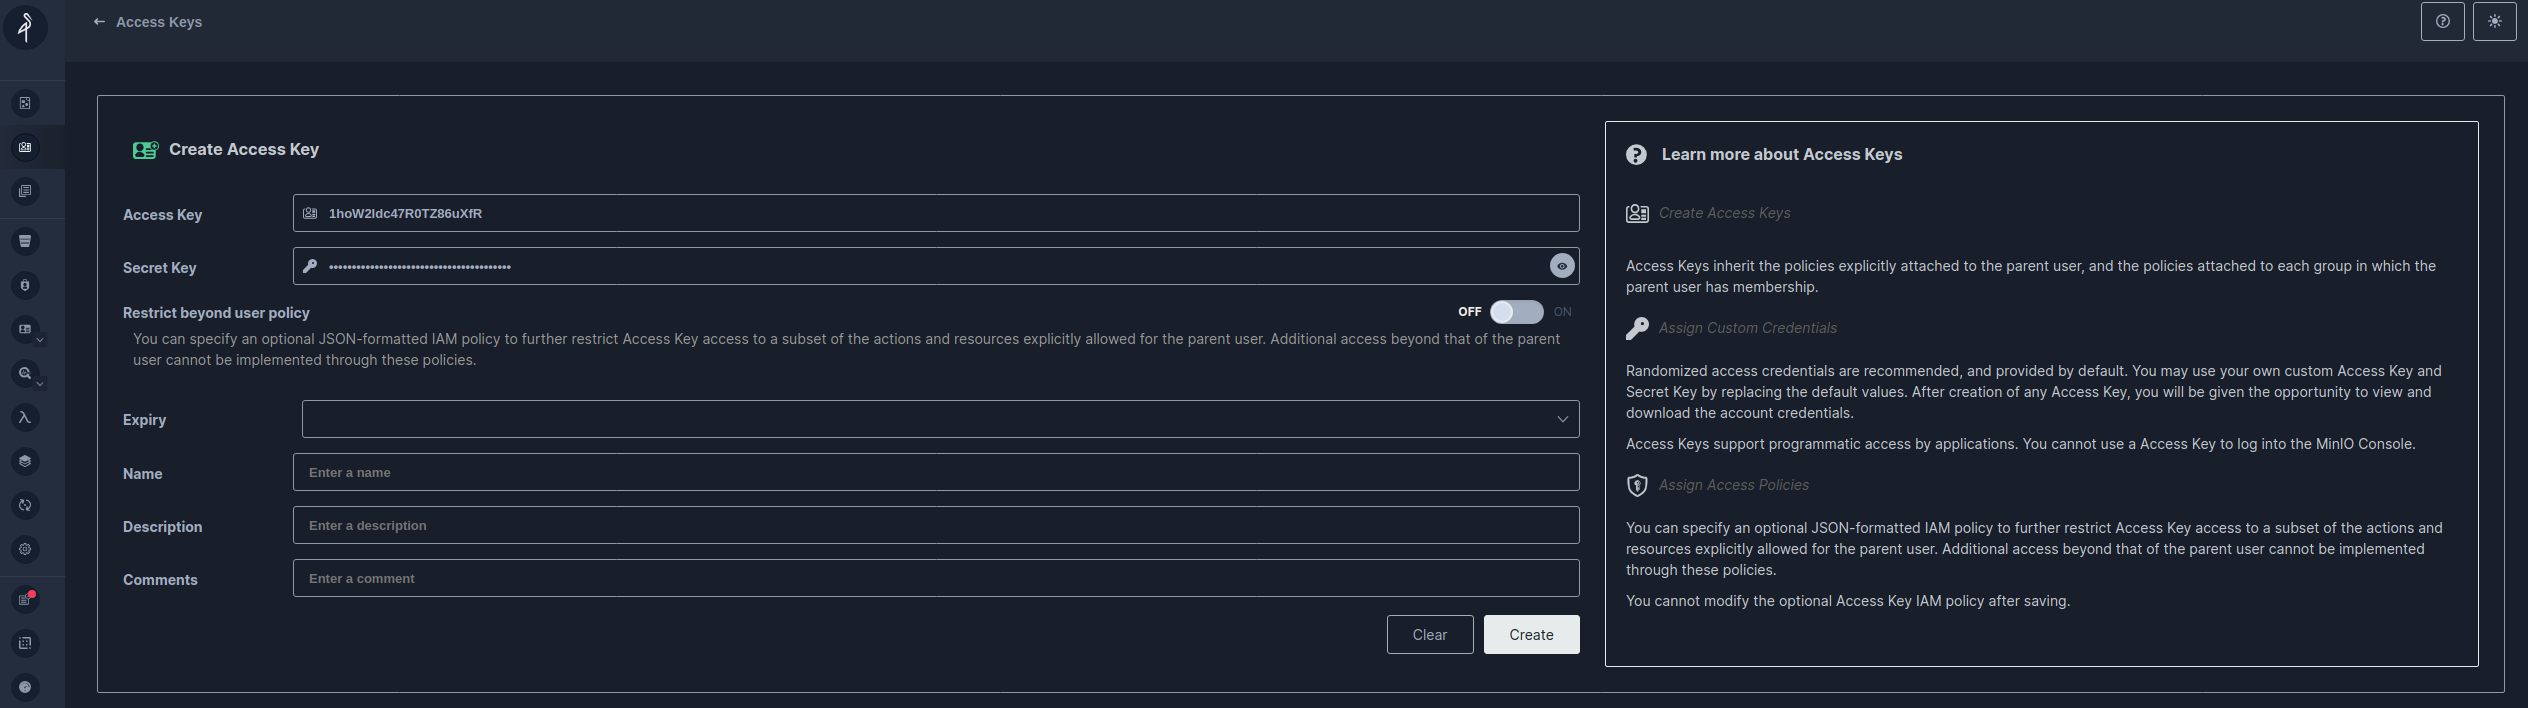 Access Keys
Create Access Key
Access Key
1hoW2Idc47R0TZ86uXfR
Secret Key
••••••••••••••••••••••••••••••••••••••••
Restrict beyond user policy
OFF
ON
You can specify an optional JSON-formatted IAM policy to further restrict Access Key access to a subset of the actions and resources explicitly allowed for the parent user. Additional access beyond that of the parent
user cannot be implemented through these policies.
Expiry
Name
Enter a name
Description
Enter a description
Comments
Enter a comment
Clear
Create
Learn more about Access Keys
Create Access Keys
Access Keys inherit the policies explicitly attached to the parent user, and the policies attached to each group in which the
parent user has membership.
Assign Custom Credentials
Randomized access credentials are recommended, and provided by default. You may use your own custom Access Key and
Secret Key by replacing the default values. After creation of any Access Key, you will be given the opportunity to view and
download the account credentials.
Access Keys support programmatic access by applications. You cannot use a Access Key to log into the MinIO Console.
Assign Access Policies
You can specify an optional JSON-formatted IAM policy to further restrict Access Key access to a subset of the actions and
resources explicitly allowed for the parent user. Additional access beyond that of the parent user cannot be implemented
through these policies.
You cannot modify the optional Access Key IAM policy after saving.